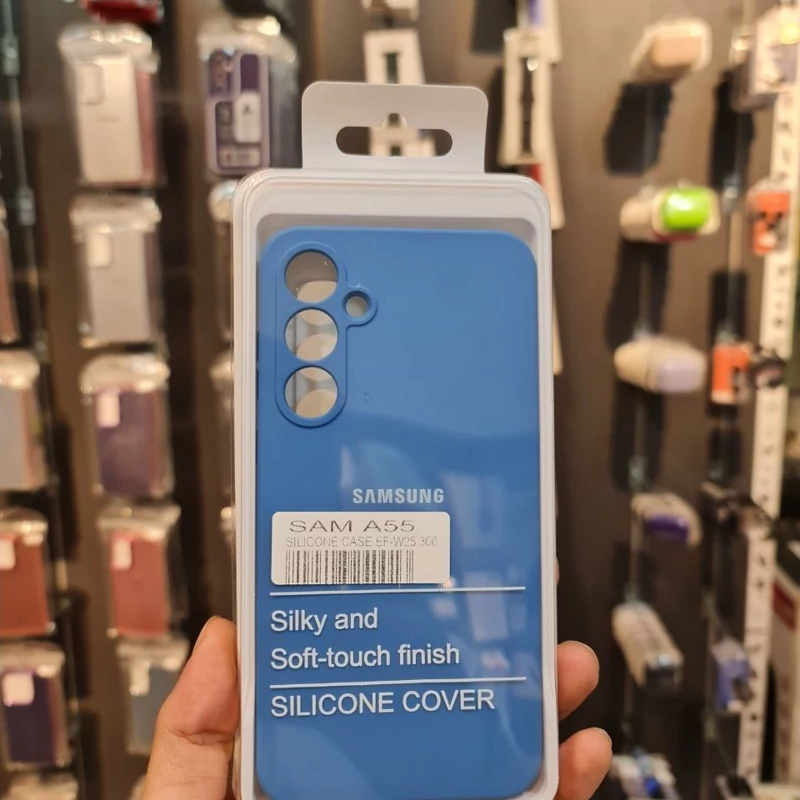 SAMSUNG
SAM A55
SILICONE CASE EF-W25 300
Silky and
Soft-touch finish
SILICONE COVER